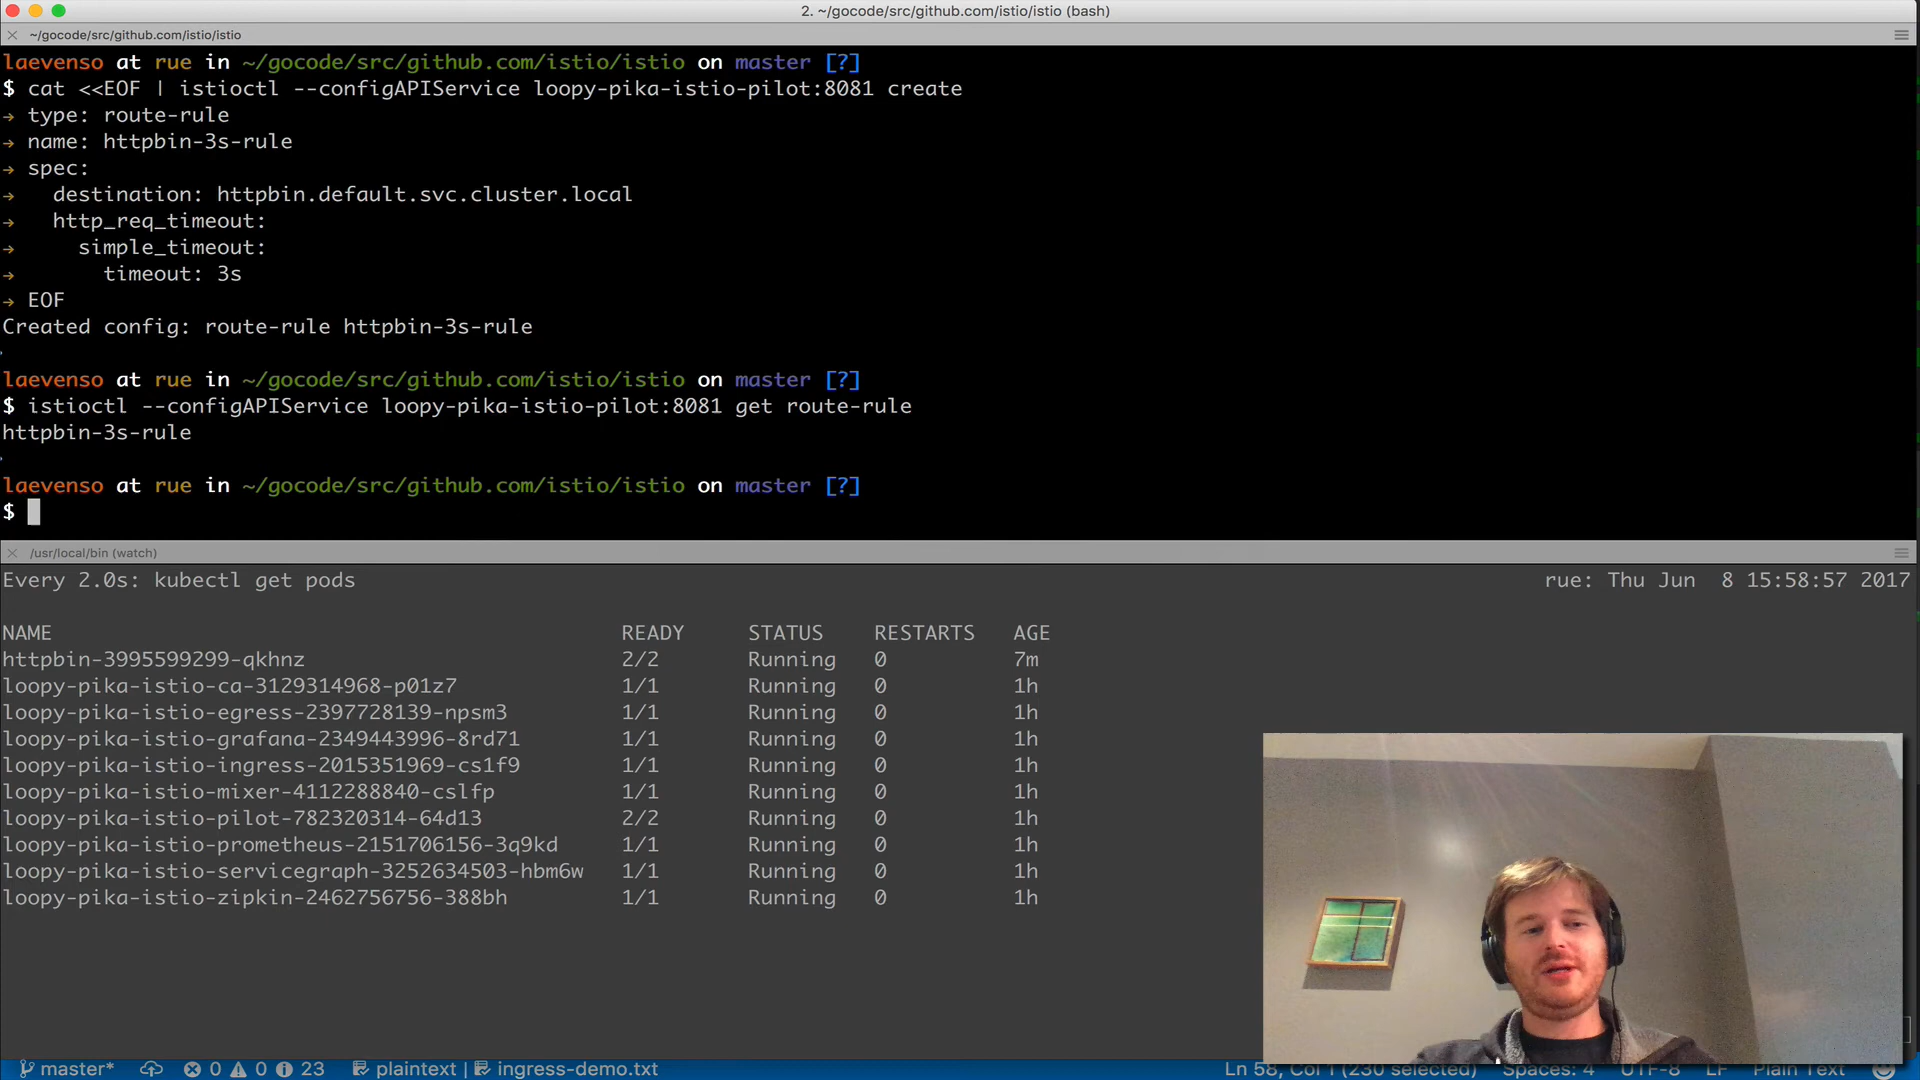 2. ~/gocode/src/github.com/istio/istio (bash)
~/gocode/src/github.com/istio/istio
laevenso at rue in ~/gocode/src/github.com/istio/istio on master [?]
$ cat <<EOF | istioctl --configAPIService loopy-pika-istio-pilot:8081 create
→ type: route-rule
→ name: httpbin-3s-rule
→ spec:
→   destination: httpbin.default.svc.cluster.local
→   http_req_timeout:
→     simple_timeout:
→       timeout: 3s
→ EOF
Created config: route-rule httpbin-3s-rule
laevenso at rue in ~/gocode/src/github.com/istio/istio on master [?]
$ istioctl --configAPIService loopy-pika-istio-pilot:8081 get route-rule
httpbin-3s-rule
laevenso at rue in ~/gocode/src/github.com/istio/istio on master [?]
$
/usr/local/bin (watch)
Every 2.0s: kubectl get pods rue: Thu Jun  8 15:58:57 2017
NAME READY STATUS RESTARTS AGE
httpbin-3995599299-qkhnz 2/2 Running 0 7m
loopy-pika-istio-ca-3129314968-p01z7 1/1 Running 0 1h
loopy-pika-istio-egress-2397728139-npsm3 1/1 Running 0 1h
loopy-pika-istio-grafana-2349443996-8rd71 1/1 Running 0 1h
loopy-pika-istio-ingress-2015351969-cs1f9 1/1 Running 0 1h
loopy-pika-istio-mixer-4112288840-cslfp 1/1 Running 0 1h
loopy-pika-istio-pilot-782320314-64d13 2/2 Running 0 1h
loopy-pika-istio-prometheus-2151706156-3q9kd 1/1 Running 0 1h
loopy-pika-istio-servicegraph-3252634503-hbm6w 1/1 Running 0 1h
loopy-pika-istio-zipkin-2462756756-388bh 1/1 Running 0 1h
master* 0 0 23 plaintext | ingress-demo.txt Ln 58, Col 1 (230 selected) Spaces: 4 UTF-8 LF Plain Text